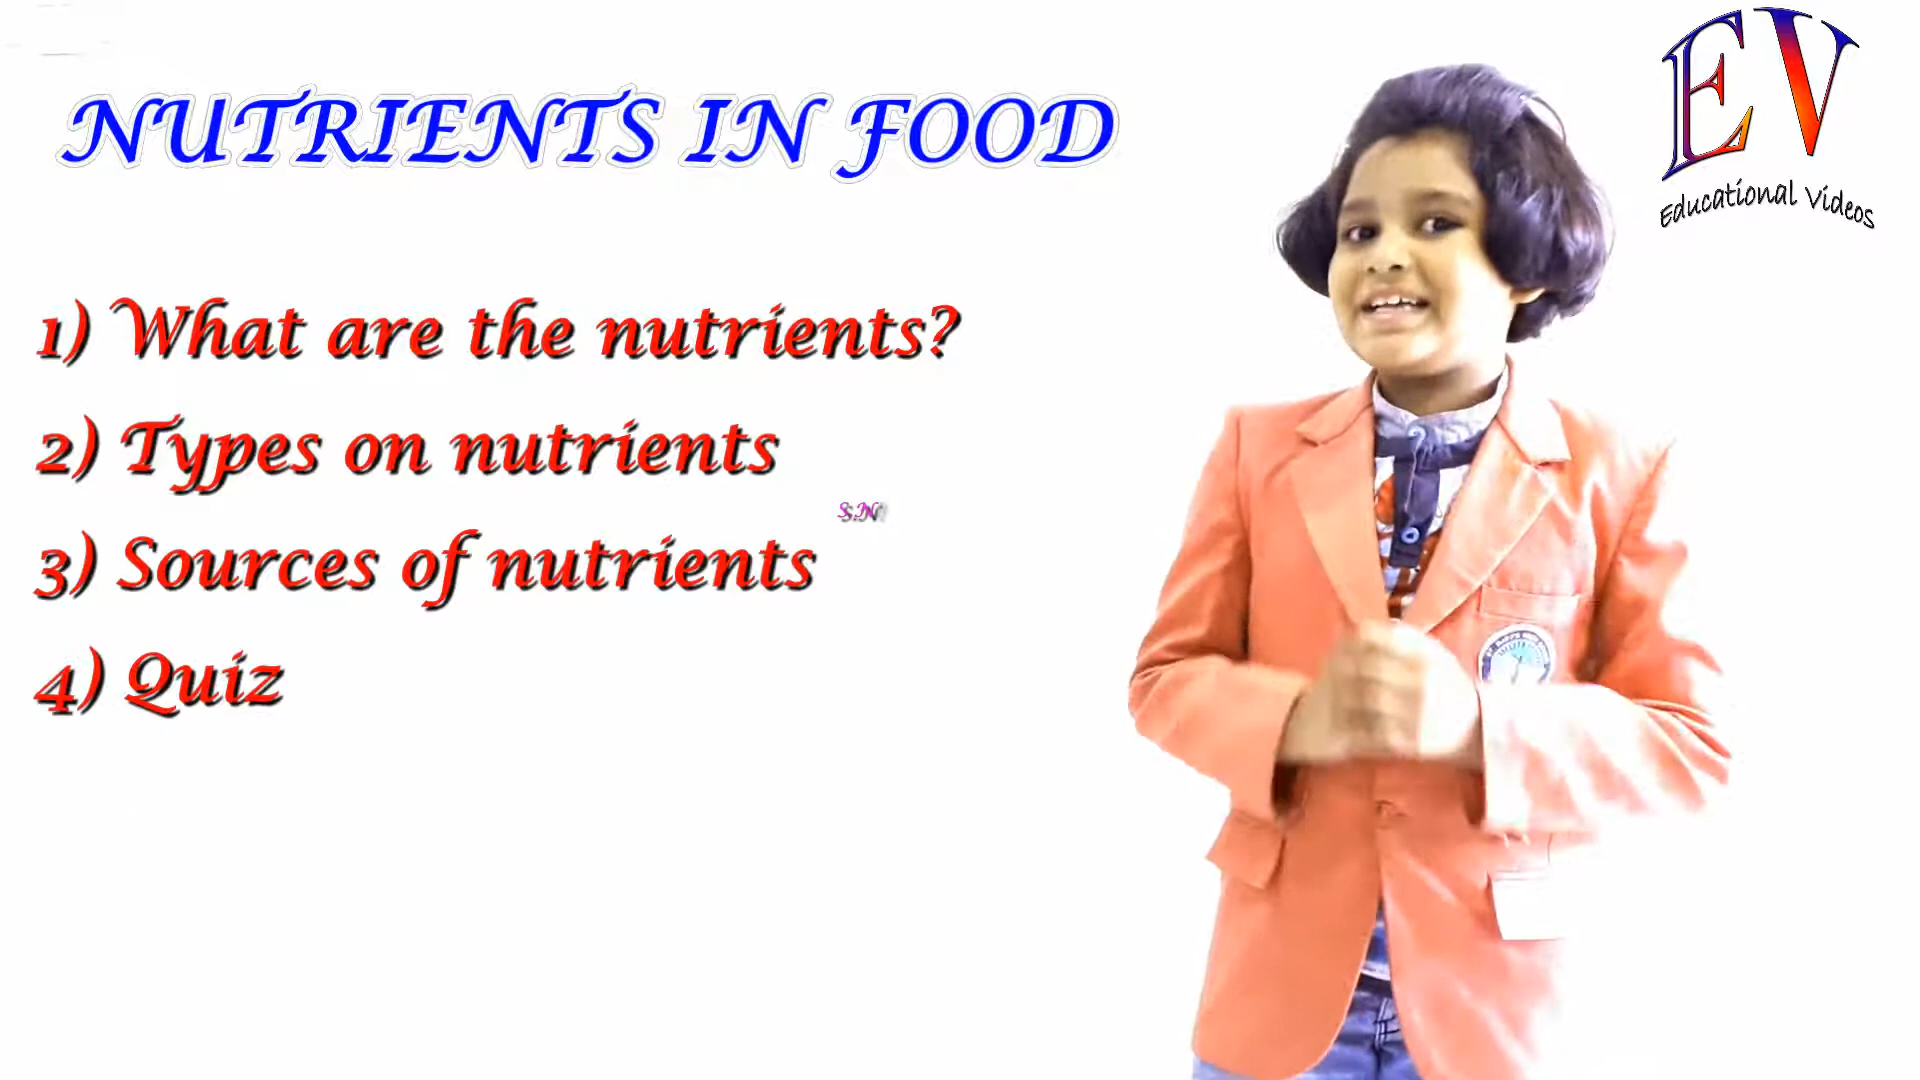 EV
Educational Videos
NUTRIENTS IN FOOD
1) What are the nutrients?
2) Types on nutrients
3) Sources of nutrients
S.N
4) Quiz